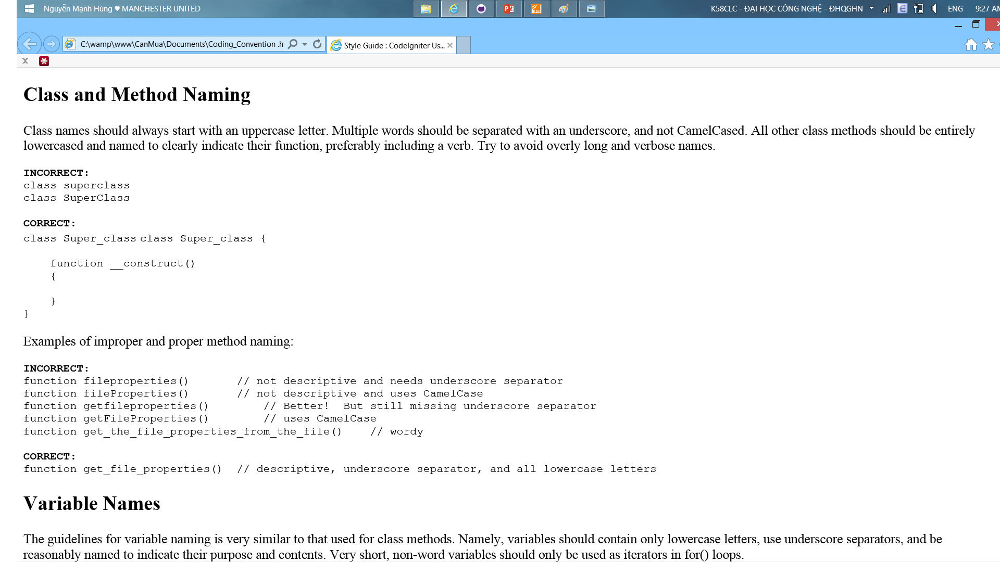 Nguyễn Mạnh Hùng ♥ MANCHESTER UNITED
K58CLC - ĐẠI HỌC CÔNG NGHỆ - ĐHQGHN
ENG
9:27 AM
C:\wamp\www\CanMua\Documents\Coding_Convention .h
Style Guide : CodeIgniter Us...
Class and Method Naming
Class names should always start with an uppercase letter. Multiple words should be separated with an underscore, and not CamelCased. All other class methods should be entirely
lowercased and named to clearly indicate their function, preferably including a verb. Try to avoid overly long and verbose names.
INCORRECT:
class superclass
class SuperClass
CORRECT:
class Super_class class Super_class {
function __construct()
{
}
}
Examples of improper and proper method naming:
INCORRECT:
function fileproperties() // not descriptive and needs underscore separator
function fileProperties() // not descriptive and uses CamelCase
function getfileproperties() // Better! But still missing underscore separator
function getFileProperties() // uses CamelCase
function get_the_file_properties_from_the_file() // wordy
CORRECT:
function get_file_properties() // descriptive, underscore separator, and all lowercase letters
Variable Names
The guidelines for variable naming is very similar to that used for class methods. Namely, variables should contain only lowercase letters, use underscore separators, and be
reasonably named to indicate their purpose and contents. Very short, non-word variables should only be used as iterators in for() loops.